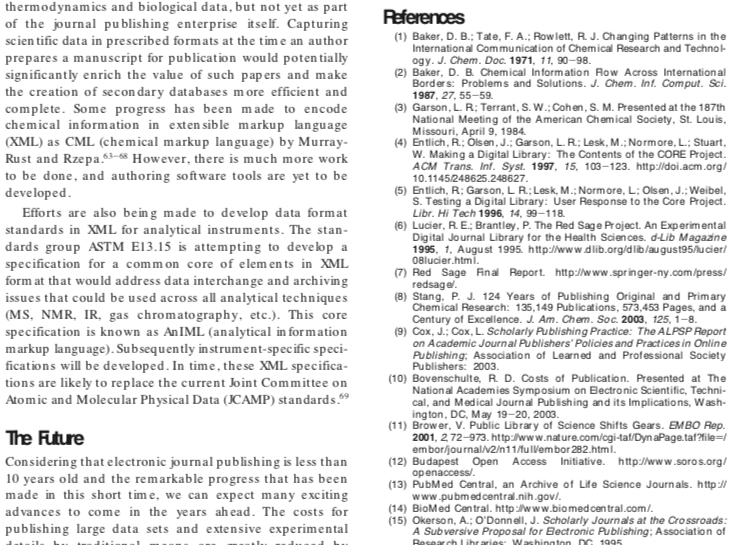 thermodynamics and biological data, but not yet as part
of the journal publishing enterprise itself. Capturing
scientific data in prescribed formats at the time an author
prepares a manuscript for publication would potentially
significantly enrich the value of such papers and make
the creation of secondary databases more efficient and
complete. Some progress has been made to encode
chemical information in extensible markup language
(XML) as CML (chemical markup language) by Murray-
Rust and Rzepa.63−68 However, there is much more work
to be done, and authoring software tools are yet to be
developed.
Efforts are also being made to develop data format
standards in XML for analytical instruments. The stan-
dards group ASTM E13.15 is attempting to develop a
specification for a common core of elements in XML
format that would address data interchange and archiving
issues that could be used across all analytical techniques
(MS, NMR, IR, gas chromatography, etc.). This core
specification is known as AnIML (analytical information
markup language). Subsequently instrument-specific speci-
fications will be developed. In time, these XML specifica-
tions are likely to replace the current Joint Committee on
Atomic and Molecular Physical Data (JCAMP) standards.69
The Future
Considering that electronic journal publishing is less than
10 years old and the remarkable progress that has been
made in this short time, we can expect many exciting
advances to come in the years ahead. The costs for
publishing large data sets and extensive experimental
details by traditional means are greatly reduced by
References
(1) Baker, D. B.; Tate, F. A.; Rowlett, R. J. Changing Patterns in the
International Communication of Chemical Research and Technol-
ogy. J. Chem. Doc. 1971, 11, 90−98.
(2) Baker, D. B. Chemical Information Flow Across International
Borders: Problems and Solutions. J. Chem. Inf. Comput. Sci.
1987, 27, 55−59.
(3) Garson, L. R; Terrant, S. W.; Cohen, S. M. Presented at the 187th
National Meeting of the American Chemical Society, St. Louis,
Missouri, April 9, 1984.
(4) Entlich, R.; Olsen, J.; Garson, L. R.; Lesk, M.; Normore, L.; Stuart,
W. Making a Digital Library: The Contents of the CORE Project.
ACM Trans. Inf. Syst. 1997, 15, 103−123. http://doi.acm.org/
10.1145/248625.248627.
(5) Entlich, R; Garson, L. R.; Lesk, M.; Normore, L.; Olsen, J.; Weibel,
S. Testing a Digital Library: User Response to the Core Project.
Libr. Hi Tech 1996, 14, 99−118.
(6) Lucier, R. E.; Brantley, P. The Red Sage Project. An Experimental
Digital Journal Library for the Health Sciences. d-Lib Magazine
1995, 1, August 1995. http://www.dlib.org/dlib/august95/lucier/
08lucier.html.
(7) Red Sage Final Report. http://www.springer-ny.com/press/
redsage/.
(8) Stang, P. J. 124 Years of Publishing Original and Primary
Chemical Research: 135,149 Publications, 573,453 Pages, and a
Century of Excellence. J. Am. Chem. Soc. 2003, 125, 1−8.
(9) Cox, J.; Cox, L. Scholarly Publishing Practice: The ALPSP Report
on Academic Journal Publishers' Policies and Practices in Online
Publishing; Association of Learned and Professional Society
Publishers: 2003.
(10) Bovenschulte, R. D. Costs of Publication. Presented at The
National Academies Symposium on Electronic Scientific, Techni-
cal, and Medical Journal Publishing and its Implications, Wash-
ington, DC, May 19−20, 2003.
(11) Brower, V. Public Library of Science Shifts Gears. EMBO Rep.
2001, 2, 72−973. http://www.nature.com/cgi-taf/DynaPage.taf?file=/
embor/journal/v2/n11/full/embor282.html.
(12) Budapest Open Access Initiative. http://www.soros.org/
openaccess/.
(13) PubMed Central, an Archive of Life Science Journals. http://
www.pubmedcentral.nih.gov/.
(14) BioMed Central. http://www.biomedcentral.com/.
(15) Okerson, A.; O'Donnell, J. Scholarly Journals at the Crossroads:
A Subversive Proposal for Electronic Publishing; Association of
Research Libraries: Washington, DC, 1995.